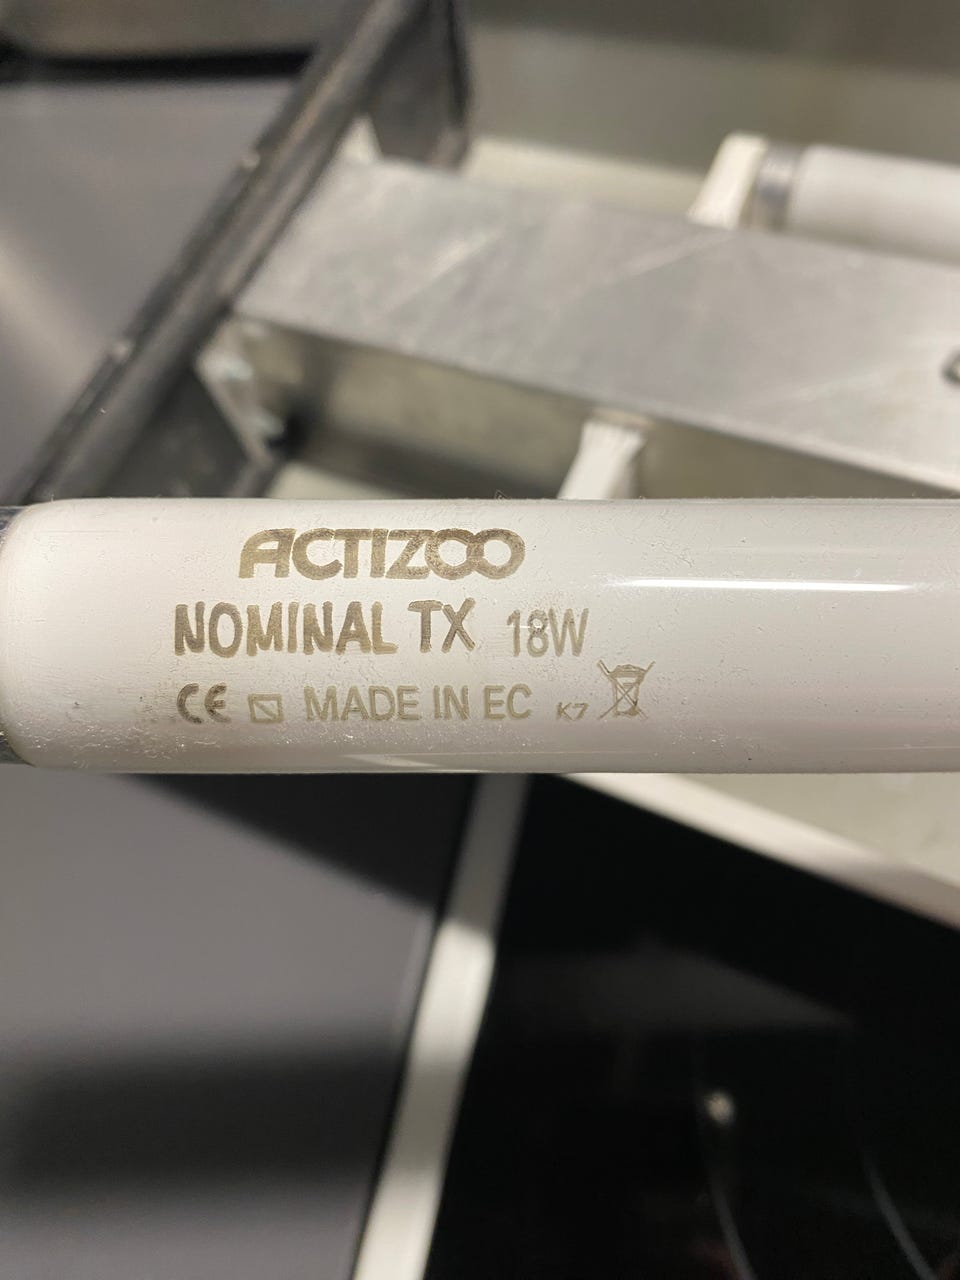 ACTIZOO
NOMINAL TX 18W
CE MADE IN EC K7